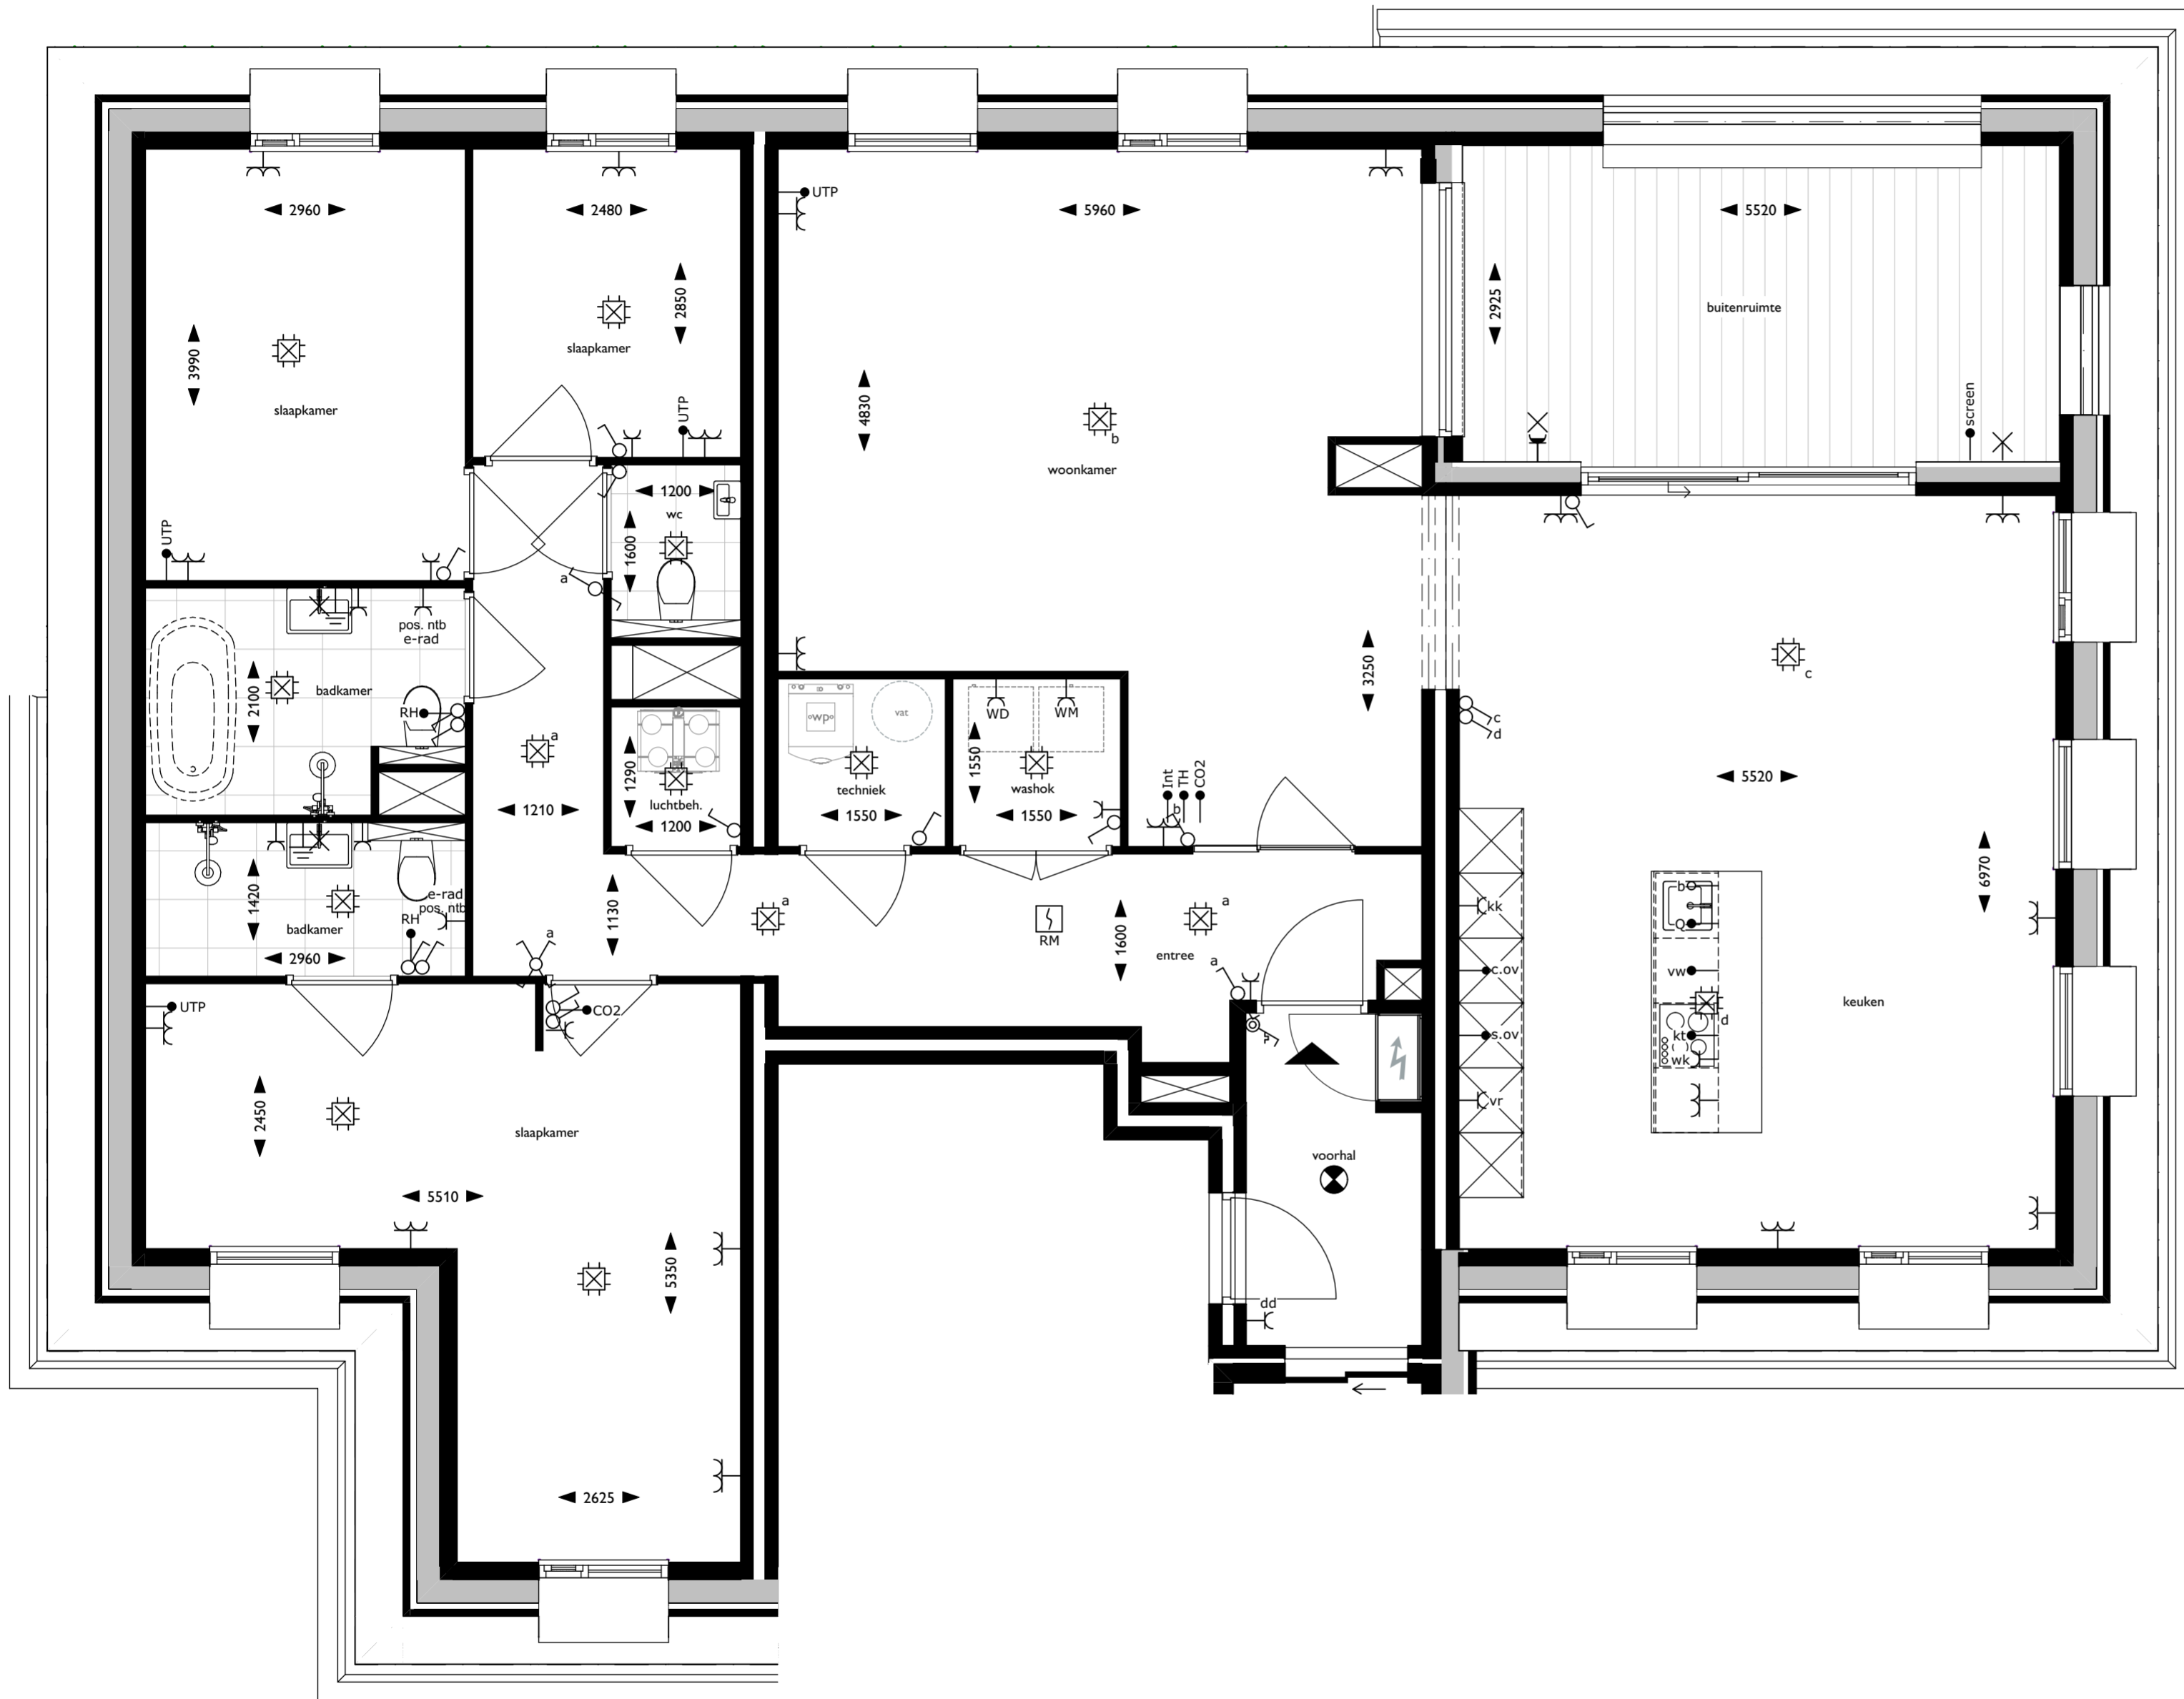 UTP
2960
2480
5960
5520
2850
2925
buitenruimte
3990
slaapkamer
slaapkamer
4830
b
woonkamer
UTP
screen
1200
wc
1600
UTP
a
pos. ntb
e-rad
2100
badkamer
RH
3250
c
c
d
wp
vat
WD
WM
a
1290
luchtbeh.
1200
1210
techniek
1550
1550
washok
1550
Int
TH
CO2
b
5520
6970
1420
e-rad
pos. ntb
RH
badkamer
2960
a
1130
a
RM
1600
a
entree
a
kk
b
Q
c.ov
vw
s.ov
kt
wk
d
vr
keuken
UTP
CO2
2450
slaapkamer
5510
voorhal
5350
dd
2625